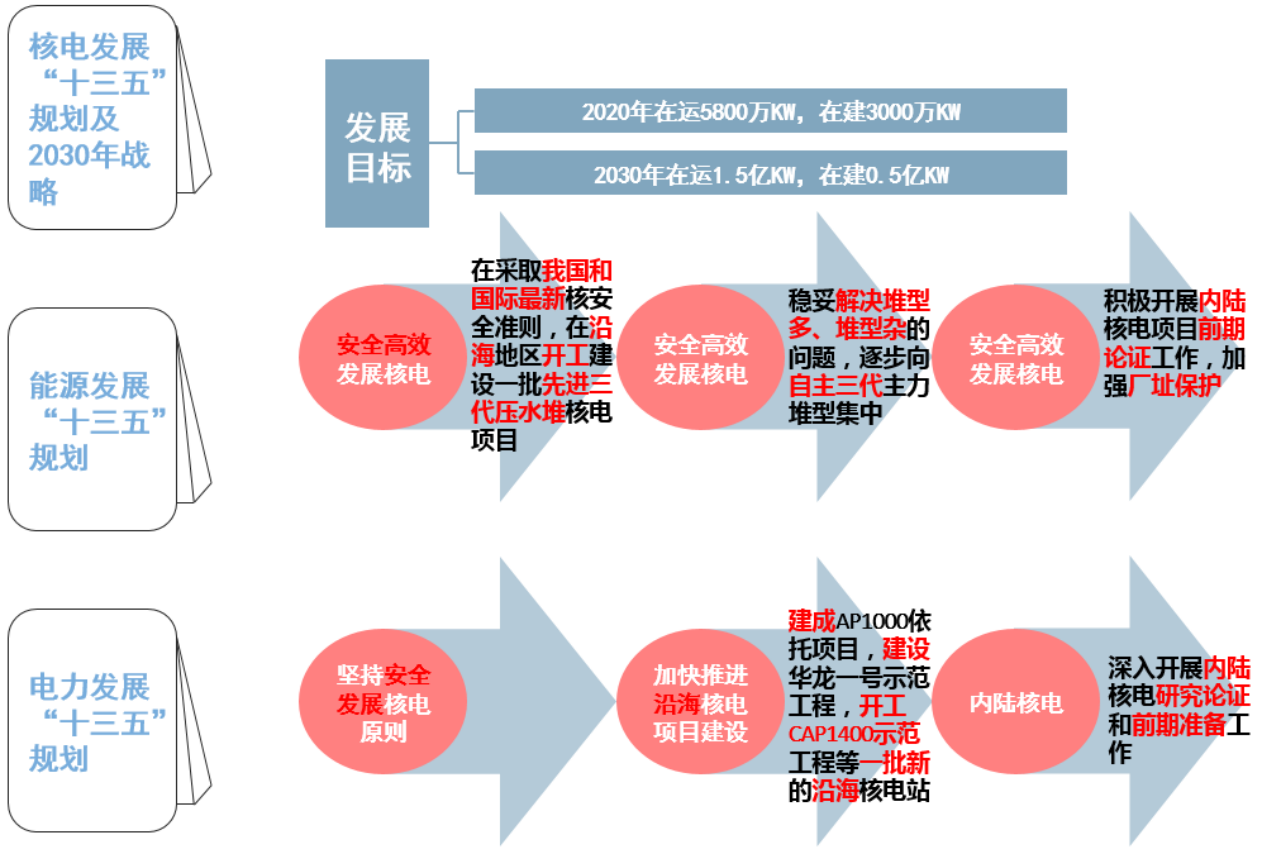 核电发展
“十三五”
规划及
2030年战
略
发展
目标
2020年在运5800万KW，在建3000万KW
2030年在运1.5亿KW，在建0.5亿KW
能源发展
“十三五”
规划
安全高效
发展核电
在采取我国和
国际最新核安
全准则，在沿
海地区开工建
设一批先进三
代压水堆核电
项目
安全高效
发展核电
稳妥解决堆型
多、堆型杂的
问题，逐步向
自主三代主力
堆型集中
安全高效
发展核电
积极开展内陆
核电项目前期
论证工作，加
强厂址保护
电力发展
“十三五”
规划
坚持安全
发展核电
原则
加快推进
沿海核电
项目建设
建成AP1000依
托项目，建设
华龙一号示范
工程，开工
CAP1400示范
工程等一批新
的沿海核电站
内陆核电
深入开展内陆
核电研究论证
和前期准备工
作